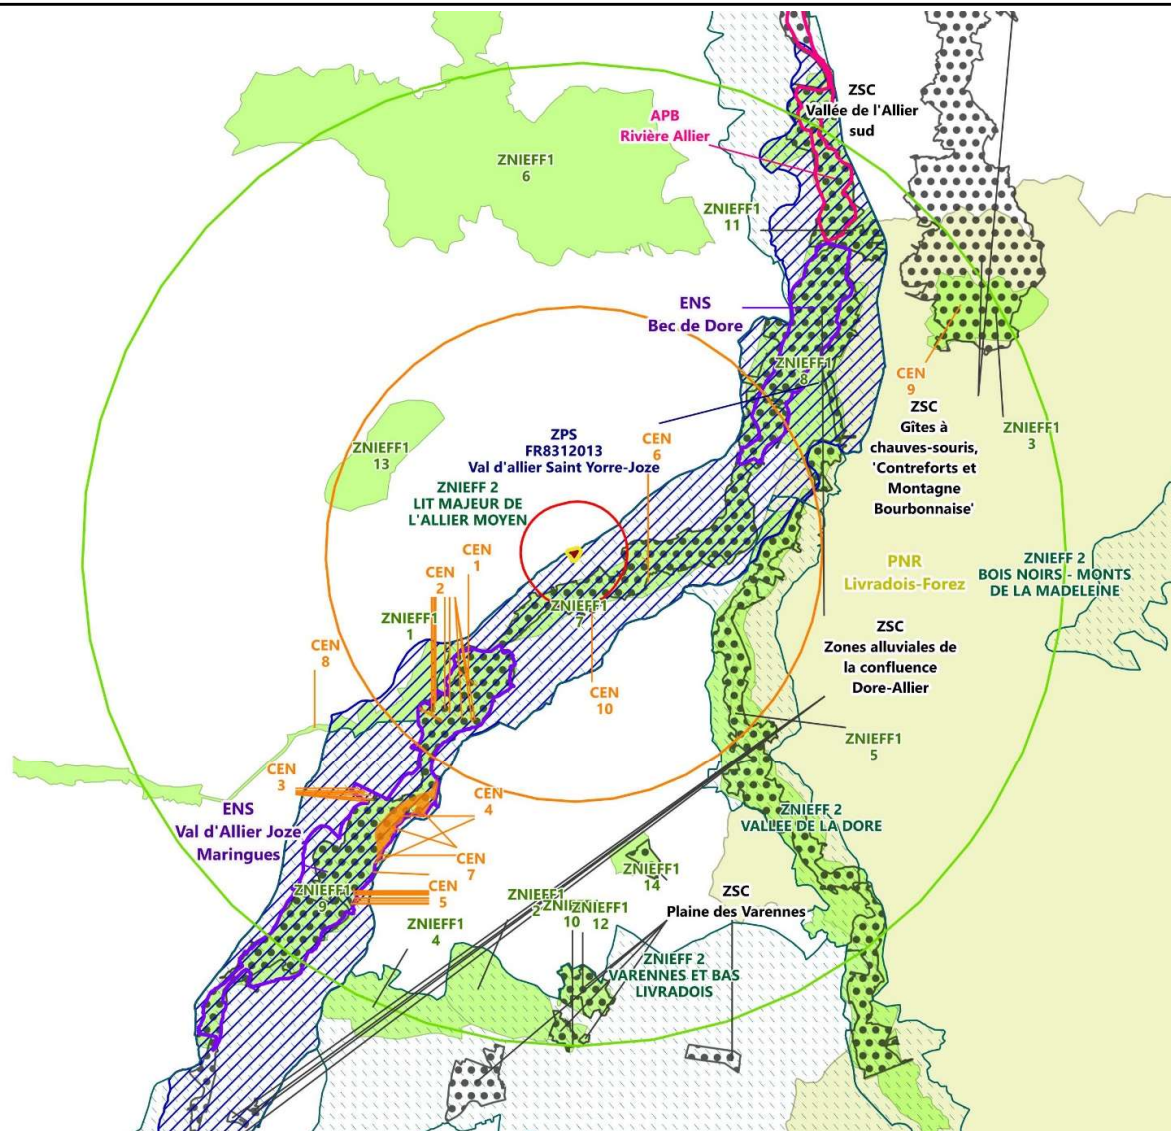 ZSC
Vallée de l'Allier
sud
APB
Rivière Allier
ZNIEFF1
6
ZNIEFF1
11
ENS
Bec de Dore
ZNIEFF1
8
CEN
9
ZSC
Gîtes à
chauves-souris,
'Contreforts et
Montagne
Bourbonnaise'
ZNIEFF1
3
ZNIEFF1
13
ZPS
FR8312013
Val d'allier Saint Yorre-Joze
CEN
6
ZNIEFF 2
LIT MAJEUR DE
L'ALLIER MOYEN
CEN
1
CEN
2
PNR
Livradois-Forez
ZNIEFF 2
BOIS NOIRS - MONTS
DE LA MADELEINE
ZNIEFF1
7
ZNIEFF1
1
CEN
8
ZSC
Zones alluviales de
la confluence
Dore-Allier
CEN
10
ZNIEFF1
5
CEN
3
CEN
4
ENS
Val d'Allier Joze
Maringues
ZNIEFF 2
VALLEE DE LA DORE
CEN
7
CEN
5
ZNIEFF1
9
ZNIEFF1
14
ZSC
Plaine des Varennes
ZNIEFF1
2
ZNIEFF1
10
ZNIEFF1
12
ZNIEFF1
4
ZNIEFF 2
VARENNES ET BAS
LIVRADOIS